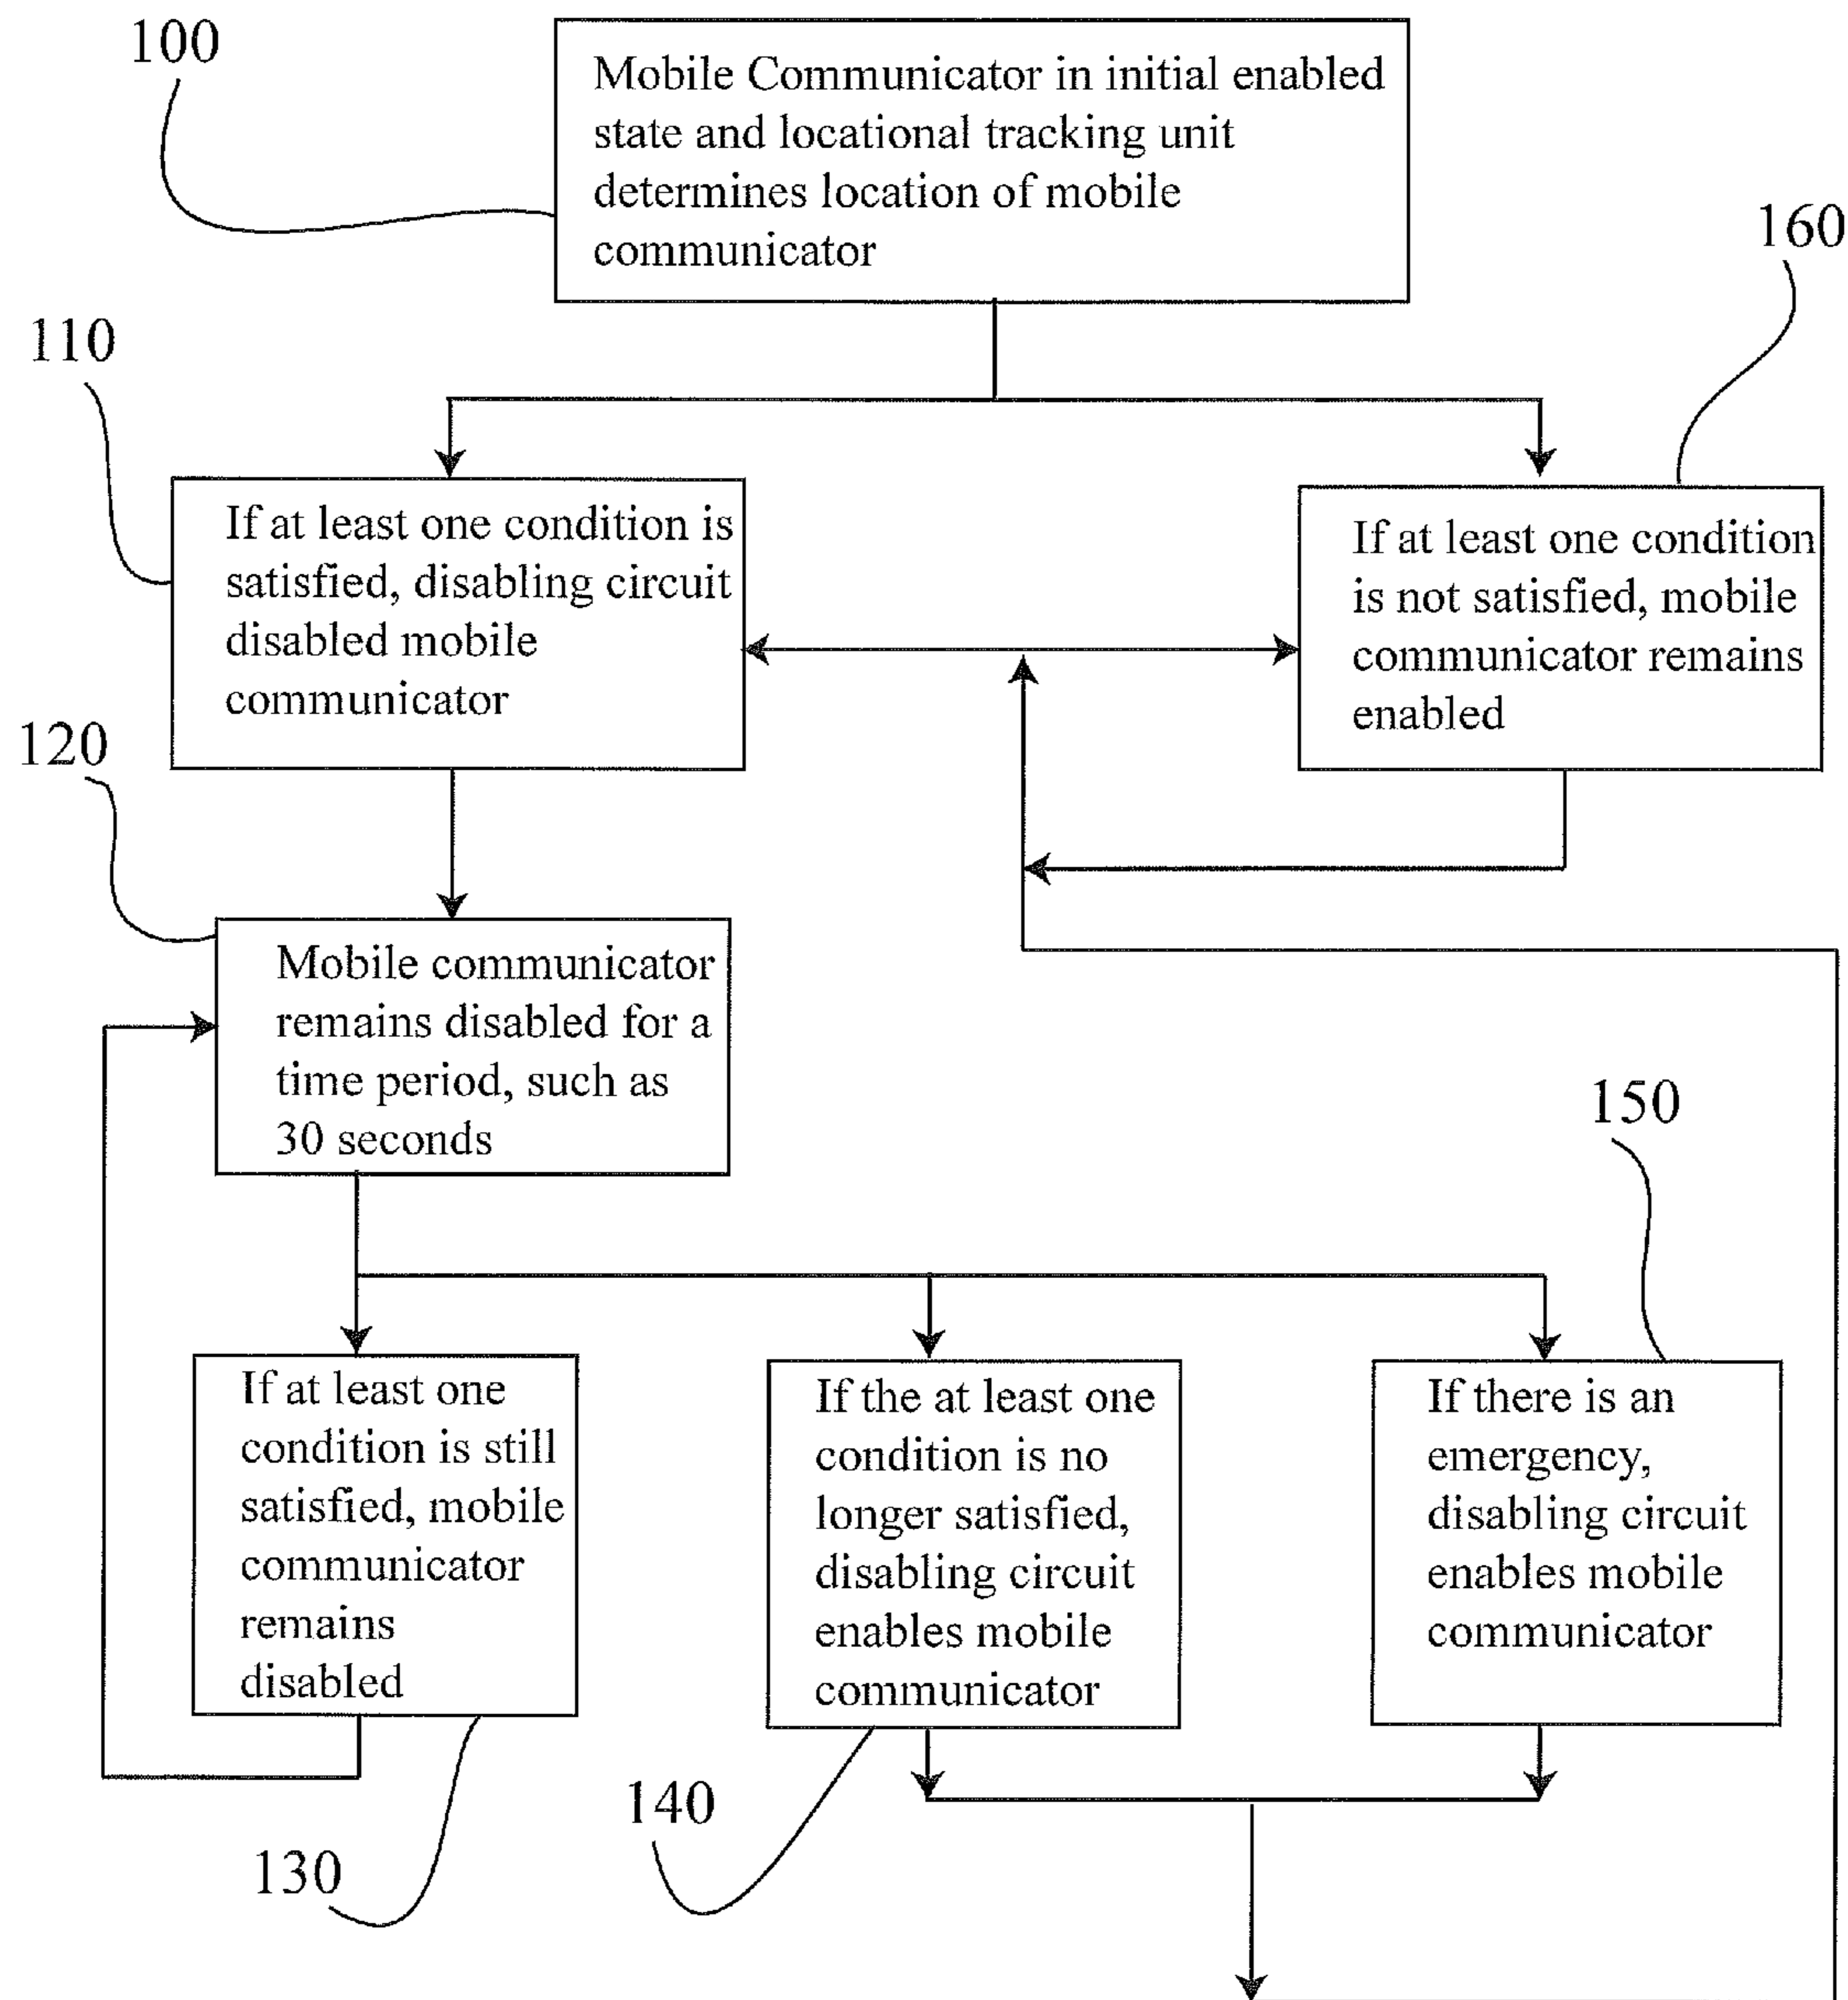 100
Mobile Communicator in initial enabled
state and locational tracking unit
determines location of mobile
communicator
160
110
If at least one condition is
satisfied, disabling circuit
disabled mobile
communicator
If at least one condition
is not satisfied, mobile
communicator remains
enabled
120
Mobile communicator
remains disabled for a
time period, such as
30 seconds
150
If at least one
condition is still
satisfied, mobile
communicator
remains
disabled
If the at least one
condition is no
longer satisfied,
disabling circuit
enables mobile
communicator
If there is an
emergency,
disabling circuit
enables mobile
communicator
130
140